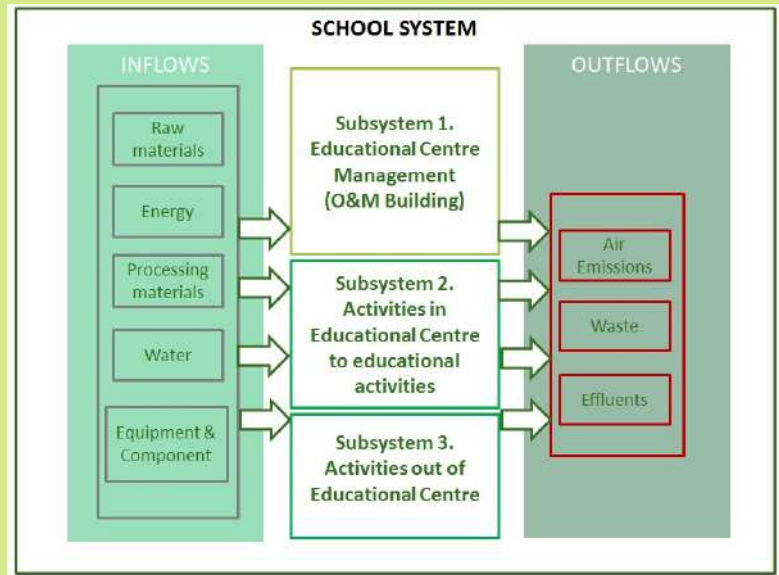 SCHOOL SYSTEM
INFLOWS
Raw
materials
Energy
Processing
materials
Water
Equipment &
Component
Subsystem 1.
Educational Centre
Management
(O&M Building)
Subsystem 2.
Activities in
Educational Centre
to educational
activities
Subsystem 3.
Activities out of
Educational Centre
OUTFLOWS
Air
Emissions
Waste
Effluents